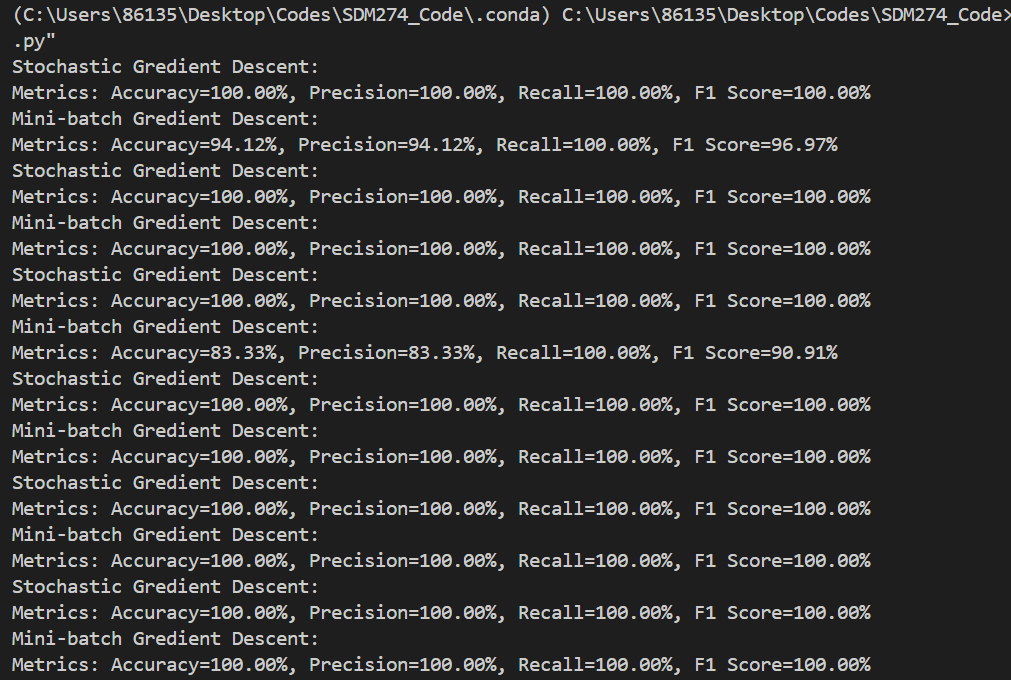 (C:\Users\86135\Desktop\Codes\SDM274_Code\.conda) C:\Users\86135\Desktop\Codes\SDM274_Code>
.py"
Stochastic Gredient Descent:
Metrics: Accuracy=100.00%, Precision=100.00%, Recall=100.00%, F1 Score=100.00%
Mini-batch Gredient Descent:
Metrics: Accuracy=94.12%, Precision=94.12%, Recall=100.00%, F1 Score=96.97%
Stochastic Gredient Descent:
Metrics: Accuracy=100.00%, Precision=100.00%, Recall=100.00%, F1 Score=100.00%
Mini-batch Gredient Descent:
Metrics: Accuracy=100.00%, Precision=100.00%, Recall=100.00%, F1 Score=100.00%
Stochastic Gredient Descent:
Metrics: Accuracy=100.00%, Precision=100.00%, Recall=100.00%, F1 Score=100.00%
Mini-batch Gredient Descent:
Metrics: Accuracy=83.33%, Precision=83.33%, Recall=100.00%, F1 Score=90.91%
Stochastic Gredient Descent:
Metrics: Accuracy=100.00%, Precision=100.00%, Recall=100.00%, F1 Score=100.00%
Mini-batch Gredient Descent:
Metrics: Accuracy=100.00%, Precision=100.00%, Recall=100.00%, F1 Score=100.00%
Stochastic Gredient Descent:
Metrics: Accuracy=100.00%, Precision=100.00%, Recall=100.00%, F1 Score=100.00%
Mini-batch Gredient Descent:
Metrics: Accuracy=100.00%, Precision=100.00%, Recall=100.00%, F1 Score=100.00%
Stochastic Gredient Descent:
Metrics: Accuracy=100.00%, Precision=100.00%, Recall=100.00%, F1 Score=100.00%
Mini-batch Gredient Descent:
Metrics: Accuracy=100.00%, Precision=100.00%, Recall=100.00%, F1 Score=100.00%